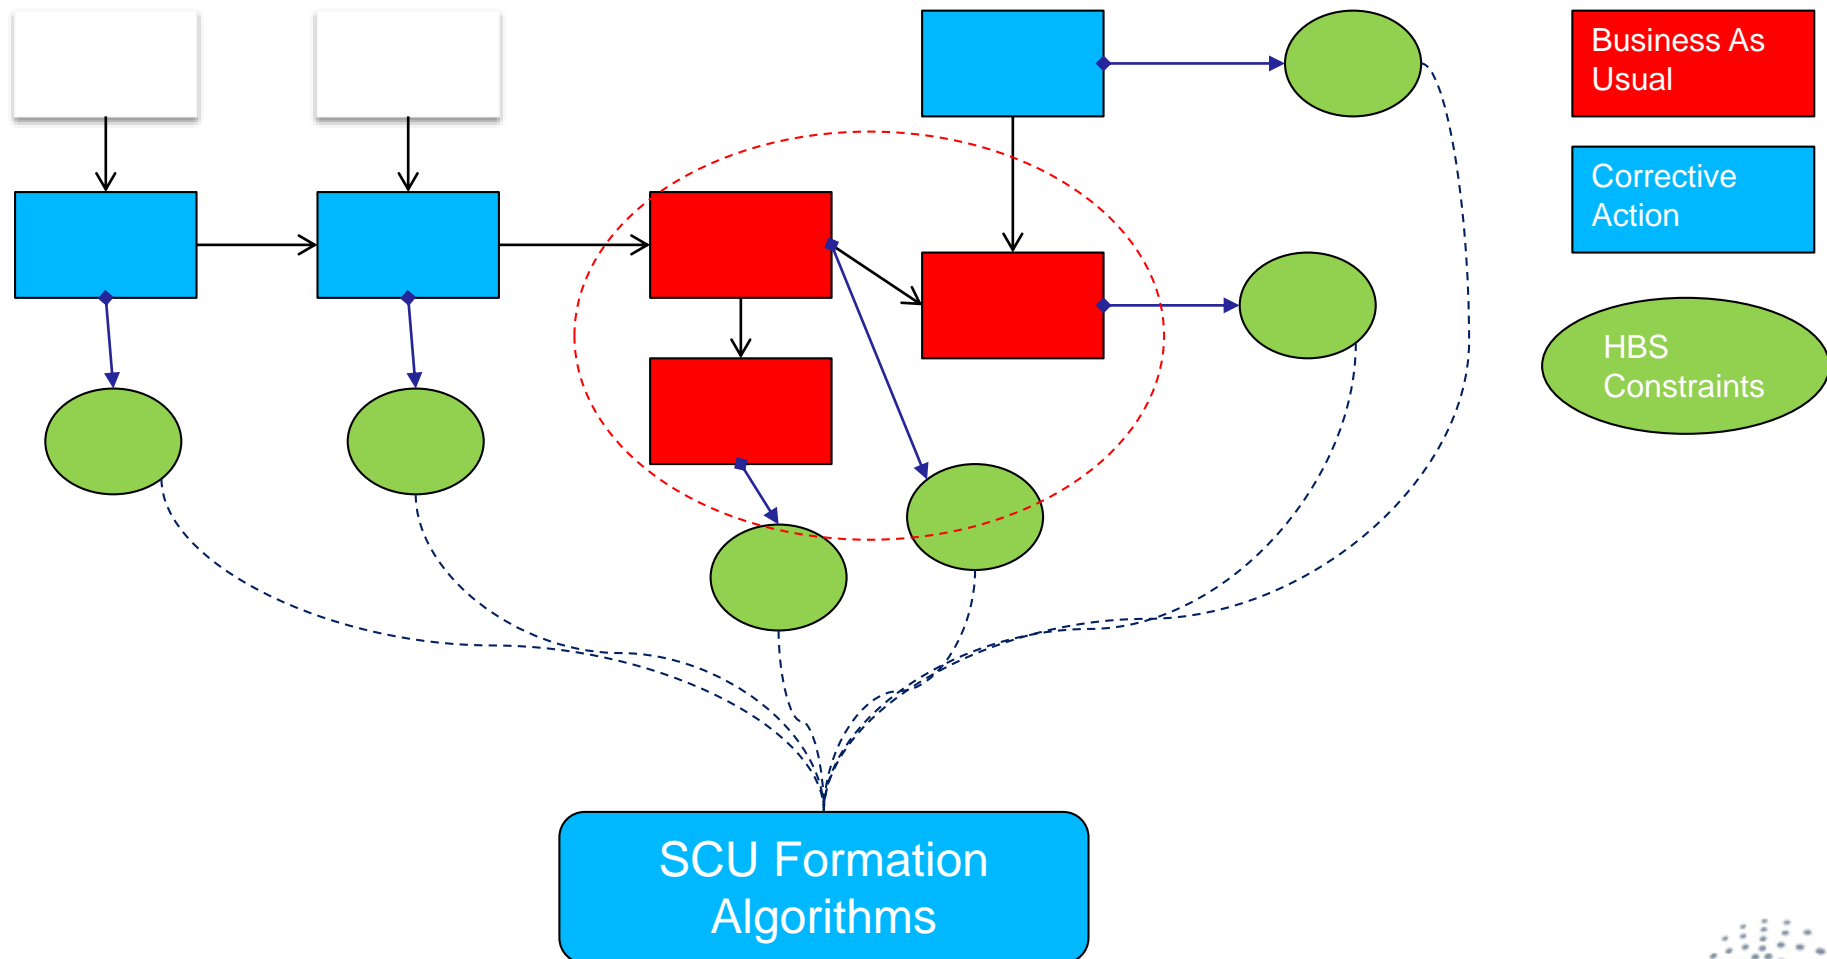 Business As
Usual
Corrective
Action
HBS
Constraints
SCU Formation
Algorithms